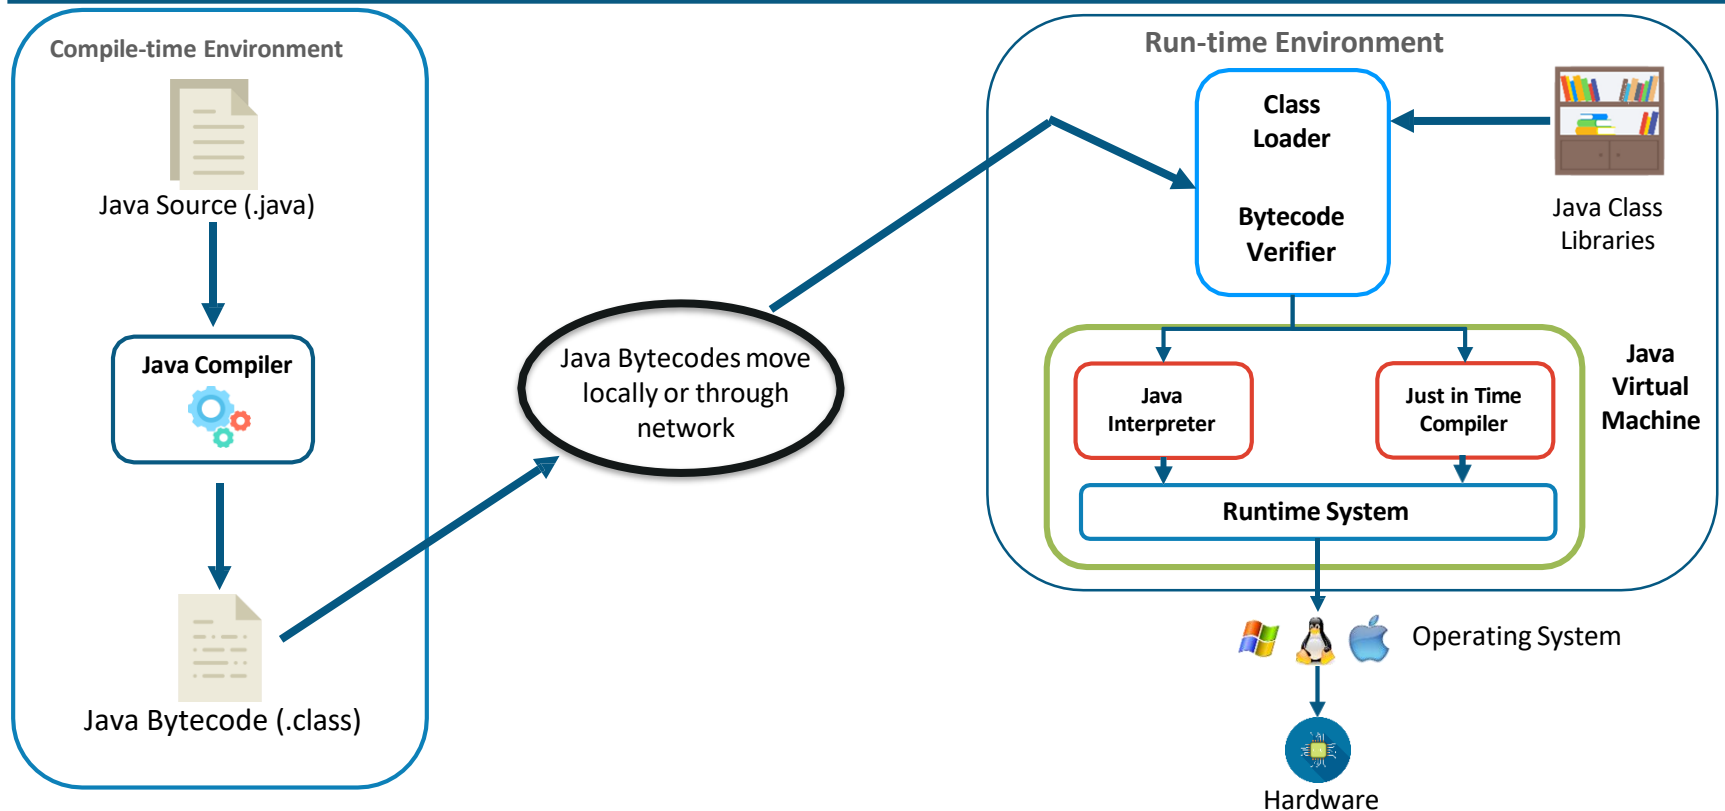 Compile-time Environment
Java Source (.java)
Java Compiler
Java Bytecode (.class)
Java Bytecodes move
locally or through
network
Run-time Environment
Class
Loader
Bytecode
Verifier
Java Class
Libraries
Java
Interpreter
Just in Time
Compiler
Java
Virtual
Machine
Runtime System
Operating System
Hardware